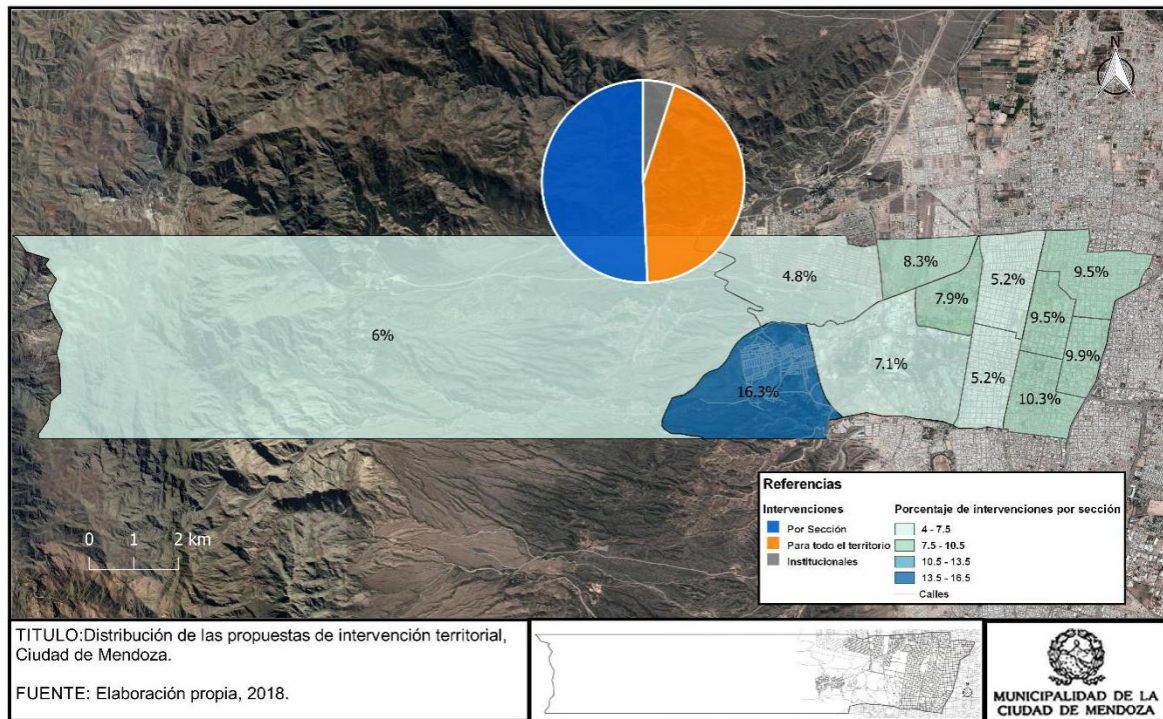 N
4.8%
8.3%
5.2%
9.5%
7.9%
9.5%
6%
7.1%
9.9%
16.3%
5.2%
10.3%
0 1 2 km
Referencias
Intervenciones
Por Sección
Para todo el territorio
Institucionales
Porcentaje de intervenciones por sección
4 - 7.5
7.5 - 10.5
10.5 - 13.5
13.5 - 16.5
Calles
TITULO:Distribución de las propuestas de intervención territorial,
Ciudad de Mendoza.
FUENTE: Elaboración propia, 2018.
MUNICIPALIDAD DE LA
CIUDAD DE MENDOZA